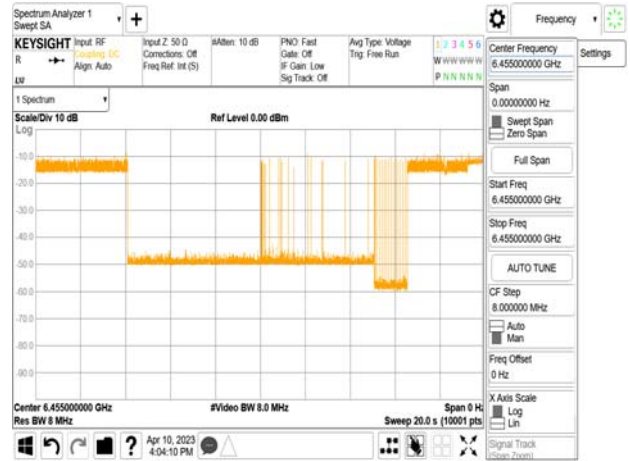 Spectrum Analyzer 1
Swept SA
Frequency
KEYSIGHT
R
LXI
Input: RF
Coupling: DC
Align: Auto
Input Z: 50 Ω
Corrections: Off
Freq Ref: Int (S)
#Atten: 10 dB
PNO: Fast
Gate: Off
IF Gain: Low
Sig Track: Off
Avg Type: Voltage
Trig: Free Run
1 2 3 4 5 6
W W W W W W
P N N N N N
1 Spectrum
Scale/Div 10 dB
Ref Level 0.00 dBm
Log
-10.0
-20.0
-30.0
-40.0
-50.0
-60.0
-70.0
-80.0
-90.0
Center 6.455000000 GHz
Res BW 8 MHz
#Video BW 8.0 MHz
Span 0 Hz
Sweep 20.0 s (10001 pts
Apr 10, 2023
4:04:10 PM
Center Frequency
6.455000000 GHz
Settings
Span
0.00000000 Hz
Swept Span
Zero Span
Full Span
Start Freq
6.455000000 GHz
Stop Freq
6.455000000 GHz
AUTO TUNE
CF Step
8.000000 MHz
Auto
Man
Freq Offset
0 Hz
X Axis Scale
Log
Lin
Signal Track
(Span Zoom)